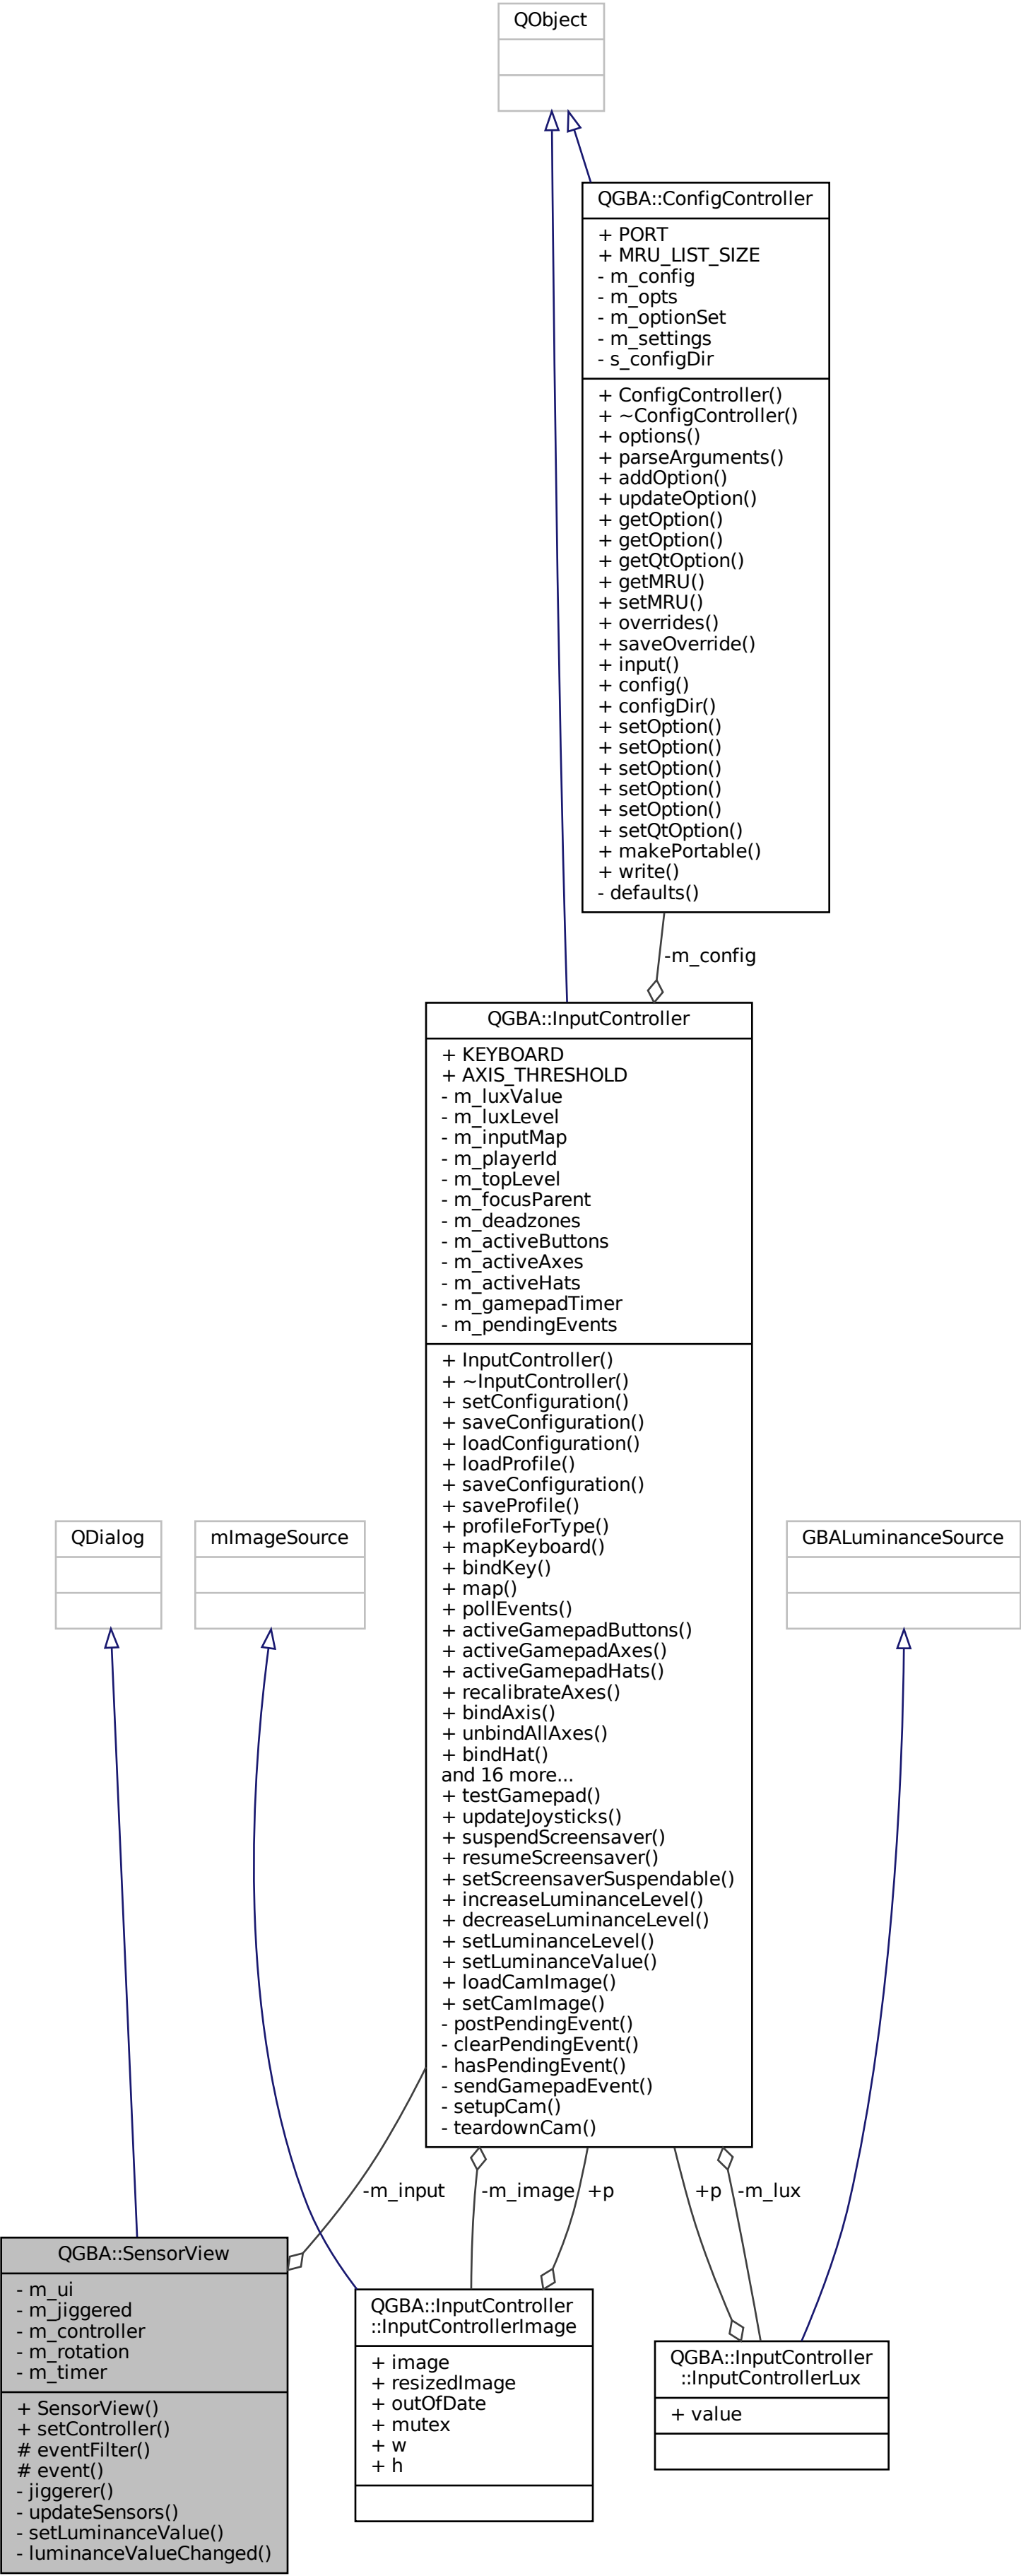 QObject
QGBA::ConfigController
+ PORT
+ MRU_LIST_SIZE
- m_config
- m_opts
- m_optionSet
- m_settings
- s_configDir
+ ConfigController()
+ ~ConfigController()
+ options()
+ parseArguments()
+ addOption()
+ updateOption()
+ getOption()
+ getOption()
+ getQtOption()
+ getMRU()
+ setMRU()
+ overrides()
+ saveOverride()
+ input()
+ config()
+ configDir()
+ setOption()
+ setOption()
+ setOption()
+ setOption()
+ setOption()
+ setQtOption()
+ makePortable()
+ write()
- defaults()
-m_config
QGBA::InputController
+ KEYBOARD
+ AXIS_THRESHOLD
- m_luxValue
- m_luxLevel
- m_inputMap
- m_playerId
- m_topLevel
- m_focusParent
- m_deadzones
- m_activeButtons
- m_activeAxes
- m_activeHats
- m_gamepadTimer
- m_pendingEvents
+ InputController()
+ ~InputController()
+ setConfiguration()
+ saveConfiguration()
+ loadConfiguration()
+ loadProfile()
+ saveConfiguration()
+ saveProfile()
+ profileForType()
+ mapKeyboard()
+ bindKey()
+ map()
+ pollEvents()
+ activeGamepadButtons()
+ activeGamepadAxes()
+ activeGamepadHats()
+ recalibrateAxes()
+ bindAxis()
+ unbindAllAxes()
+ bindHat()
and 16 more...
+ testGamepad()
+ updateJoysticks()
+ suspendScreensaver()
+ resumeScreensaver()
+ setScreensaverSuspendable()
+ increaseLuminanceLevel()
+ decreaseLuminanceLevel()
+ setLuminanceLevel()
+ setLuminanceValue()
+ loadCamImage()
+ setCamImage()
- postPendingEvent()
- clearPendingEvent()
- hasPendingEvent()
- sendGamepadEvent()
- setupCam()
- teardownCam()
QDialog
mImageSource
GBALuminanceSource
-m_input
-m_image
+p
+p
-m_lux
QGBA::SensorView
- m_ui
- m_jiggered
- m_controller
- m_rotation
- m_timer
+ SensorView()
+ setController()
# eventFilter()
# event()
- jiggerer()
- updateSensors()
- setLuminanceValue()
- luminanceValueChanged()
QGBA::InputController
::InputControllerImage
+ image
+ resizedImage
+ outOfDate
+ mutex
+ w
+ h
QGBA::InputController
::InputControllerLux
+ value